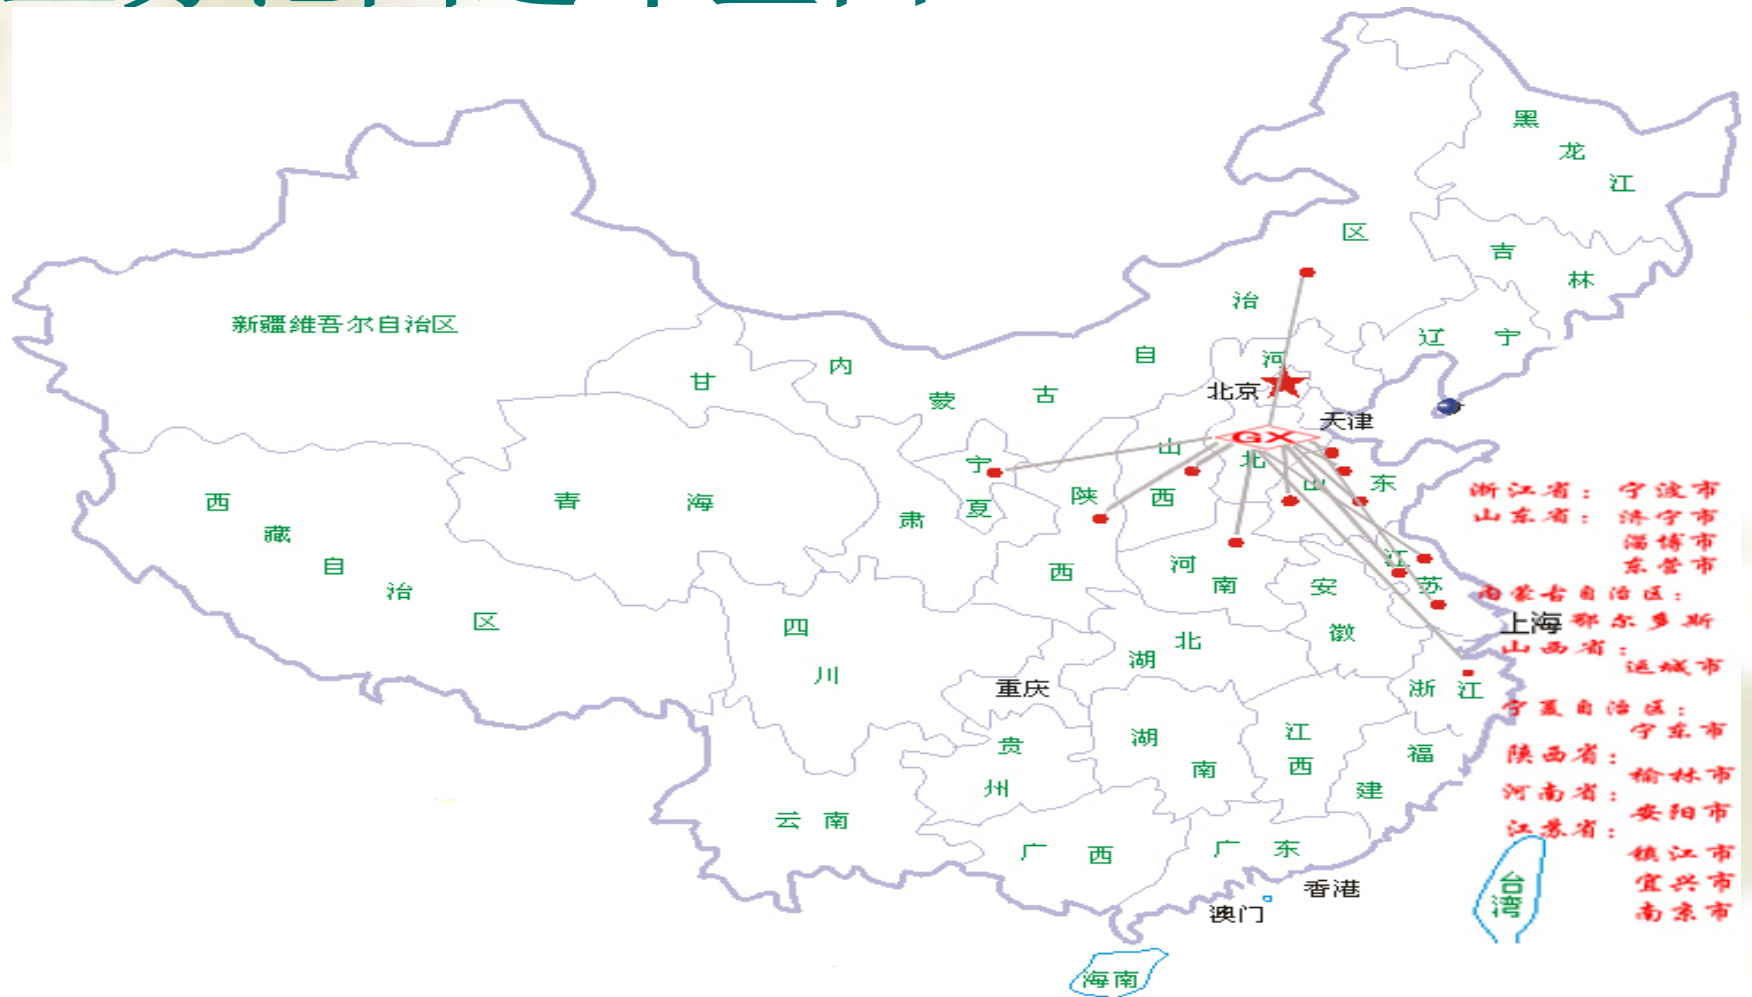 黑
龙
江
区
吉
林
治
新疆维吾尔自治区
辽 宁
自
河
内
甘
北京
蒙
古
天津
GX
山
北
宁
山 东
浙江省： 宁波市
西
青
海
陕
西
夏
肃
山东省： 济宁市
藏
淄博市
江
河
自
西
东营市
南
安
苏
治
内蒙古自治区：
区
四
上海
鄂尔多斯
徽
北
湖
山西省：
运城市
川
重庆
浙 江
宁夏自治区：
宁东市
贵
湖
江
福
陕西省：
南
西
榆林市
州
建
河南省：
安阳市
云 南
江苏省：
广 西
广 东
镇江市
香港
台
湾
宜兴市
澳门
南京市
海南